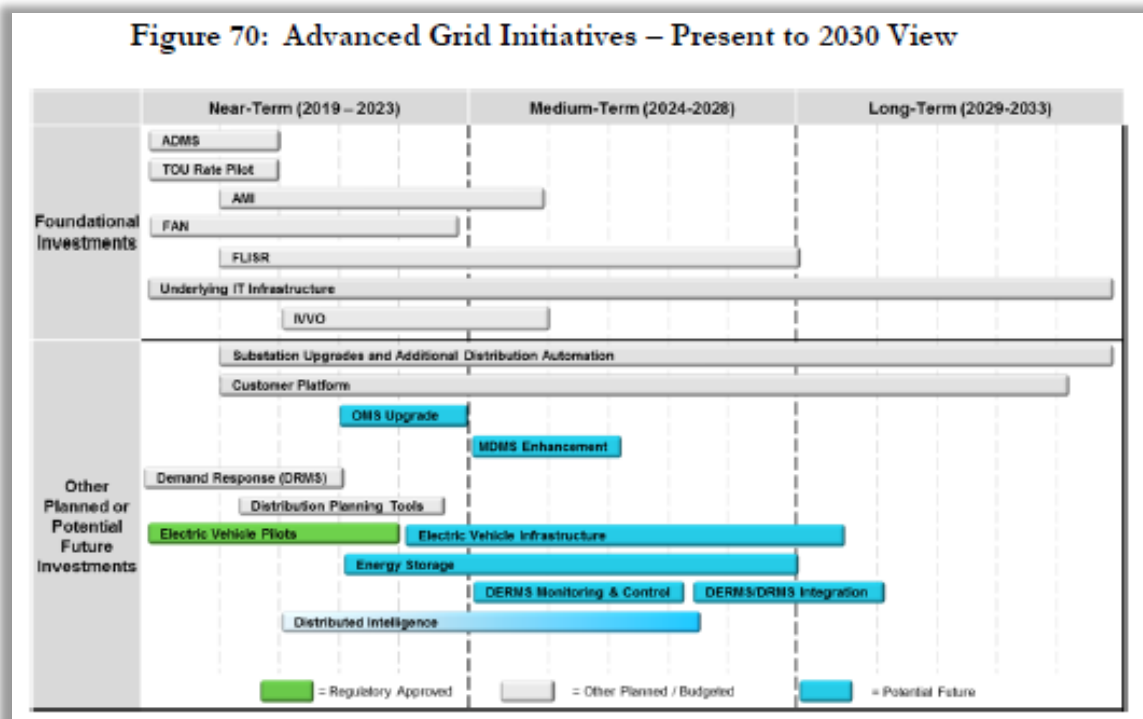 Figure 70: Advanced Grid Initiatives – Present to 2030 View
Near-Term (2019 – 2023)
Medium-Term (2024-2028)
Long-Term (2029-2033)
Foundational
Investments
ADMS
TOU Rate Pilot
AMI
FAN
FLISR
Underlying IT Infrastructure
IVVO
Other
Planned or
Potential
Future
Investments
Substation Upgrades and Additional Distribution Automation
Customer Platform
OMS Upgrade
MDMS Enhancement
Demand Response (DRMS)
Distribution Planning Tools
Electric Vehicle Pilots
Electric Vehicle Infrastructure
Energy Storage
DERMS Monitoring & Control
DERMS/DRMS Integration
Distributed Intelligence
= Regulatory Approved
= Other Planned / Budgeted
= Potential Future